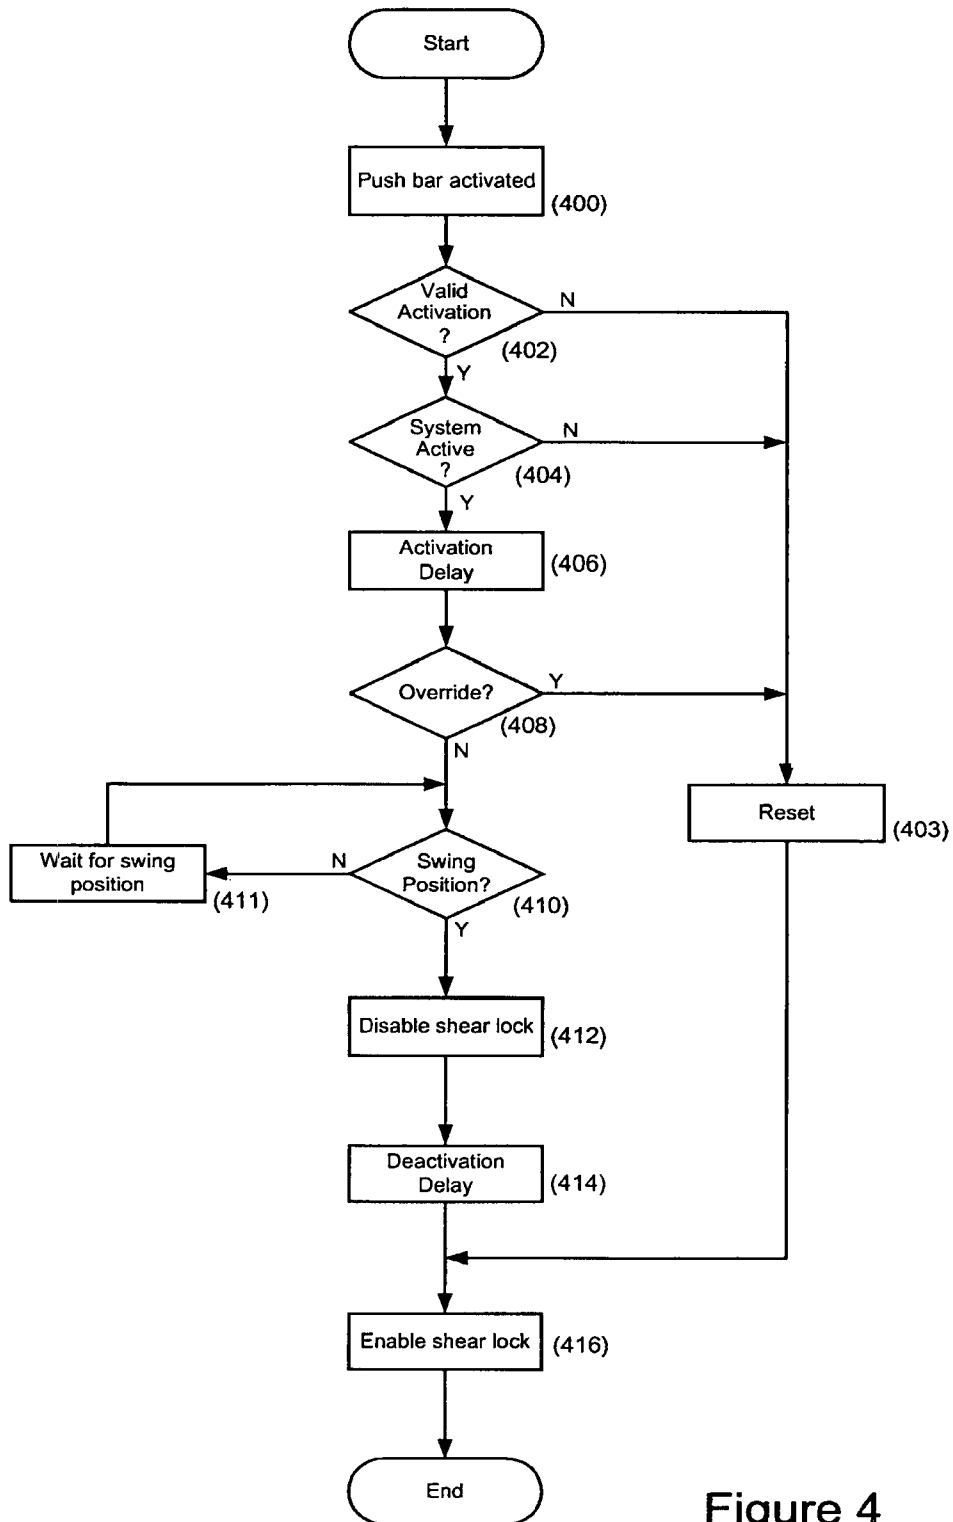 Start
Push bar activated
(400)
Valid
Activation
?
N
(402)
Y
System
Active
?
N
(404)
Y
Activation
Delay
(406)
Override?
Y
(408)
N
Wait for swing
position
(411)
N
Swing
Position?
(410)
Y
Reset
(403)
Disable shear lock
(412)
Deactivation
Delay
(414)
Enable shear lock
(416)
End
Figure 4